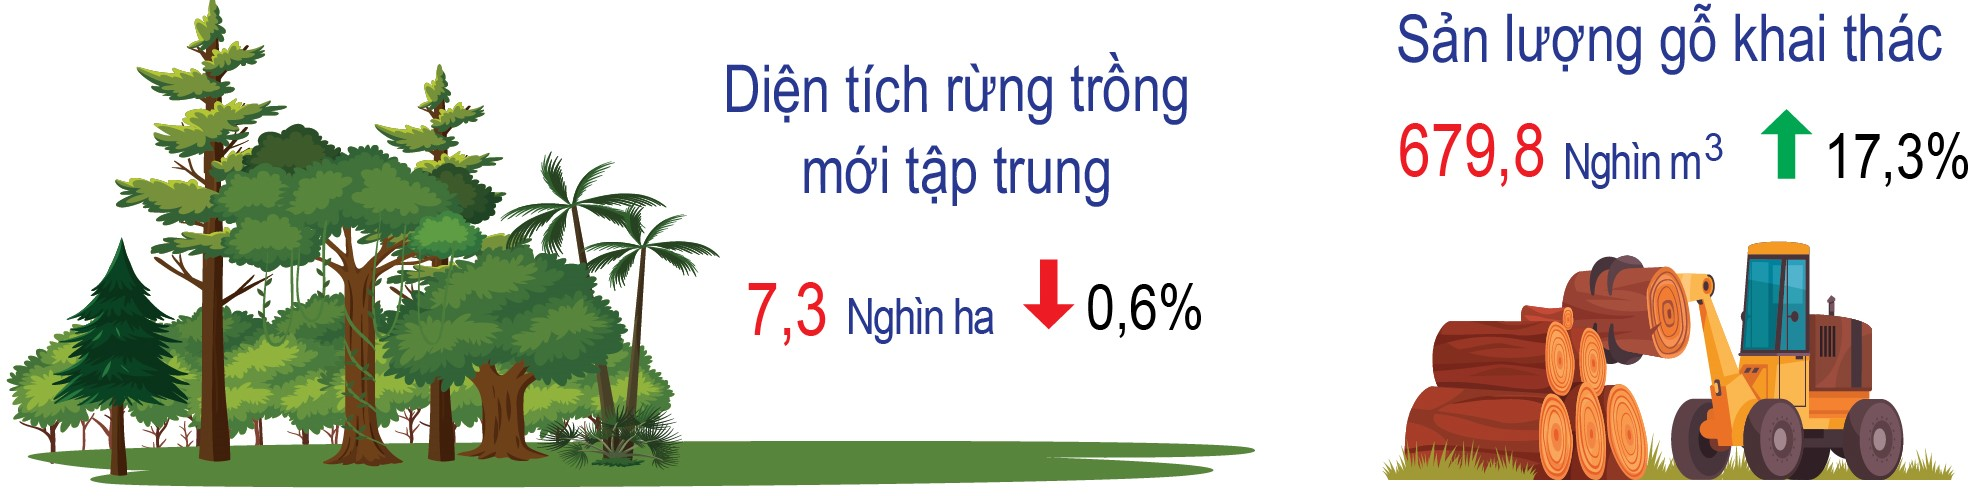 Diện tích rừng trồng
mới tập trung
7,3 Nghìn ha 0,6%
Sản lượng gỗ khai thác
679,8 Nghìn m³ 17,3%